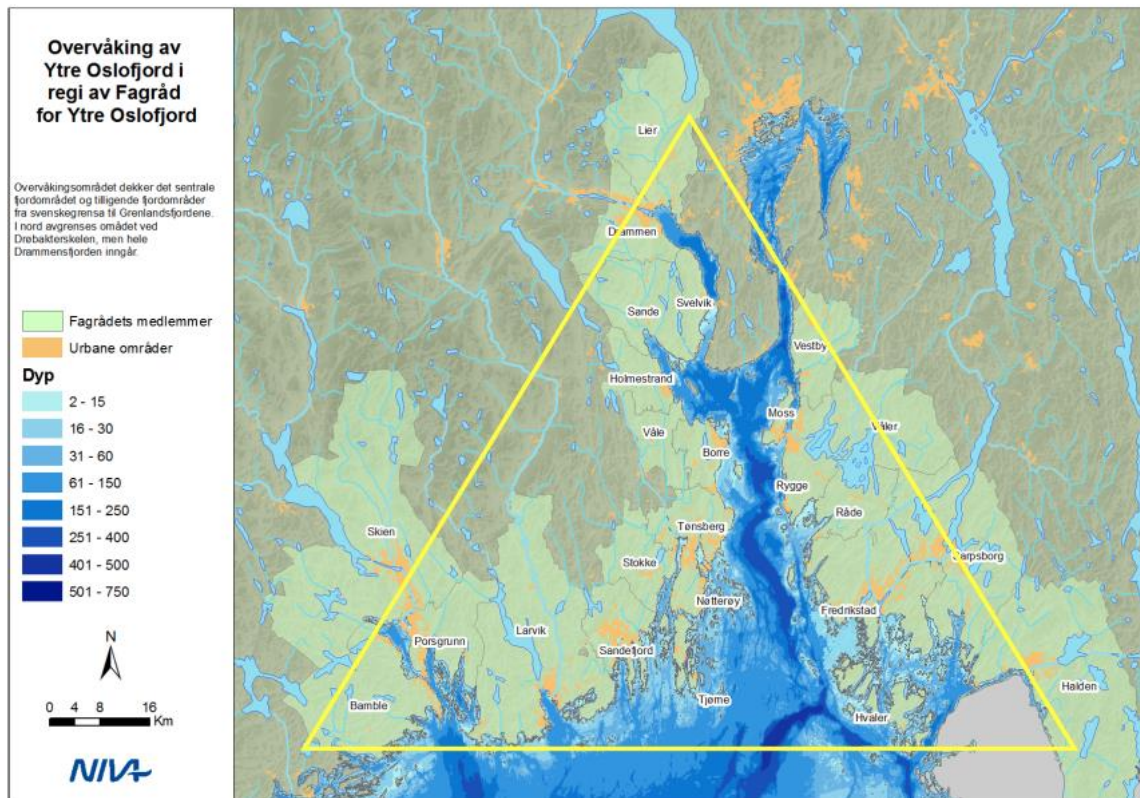 Overvåking av
Ytre Oslofjord i
regi av Fagråd
for Ytre Oslofjord
Overvåkingsområdet dekker det sentrale
fjordområdet og tilligende fjordområder
fra svenskegrensa til Grenlandsfjordene.
I nord avgrenses området ved
Drøbakterskelen, men hele
Drammensfjorden inngår.
Fagrådets medlemmer
Urbane områder
Dyp
2 - 15
16 - 30
31 - 60
61 - 150
151 - 250
251 - 400
401 - 500
501 - 750
N
0 4 8 16
Km
NIVA
Lier
Drammen
Svelvik
Sande
Vestby
Holmestrand
Moss
Våler
Våle
Borre
Rygge
Råde
Tønsberg
Skien
Sarpsborg
Stokke
Nøtterøy
Fredrikstad
Larvik
Porsgrunn
Sandefjord
Halden
Tjøme
Bamble
Hvaler